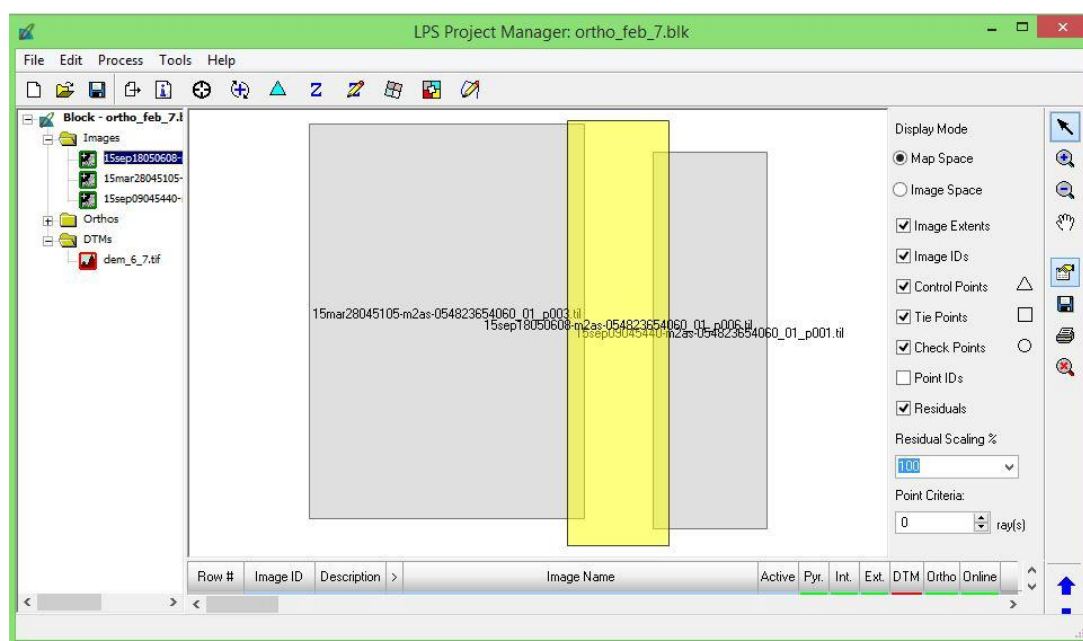 LPS Project Manager: ortho_feb_7.blk
File Edit Process Tools Help
Block - ortho_feb_7.b
Images
15sep18050608-
15mar28045105-
15sep09045440-
Orthos
DTMs
dem_6_7.tif
15mar28045105-m2as-054823654060_01_p003.til
15sep18050608-m2as-054823654060_01_p006.til
15sep09045440-m2as-054823654060_01_p001.til
Display Mode
Map Space
Image Space
Image Extents
Image IDs
Control Points
Tie Points
Check Points
Point IDs
Residuals
Residual Scaling %
100
Point Criteria:
0 ray(s)
Row # Image ID Description > Image Name Active Pyr. Int. Ext. DTM Ortho Online